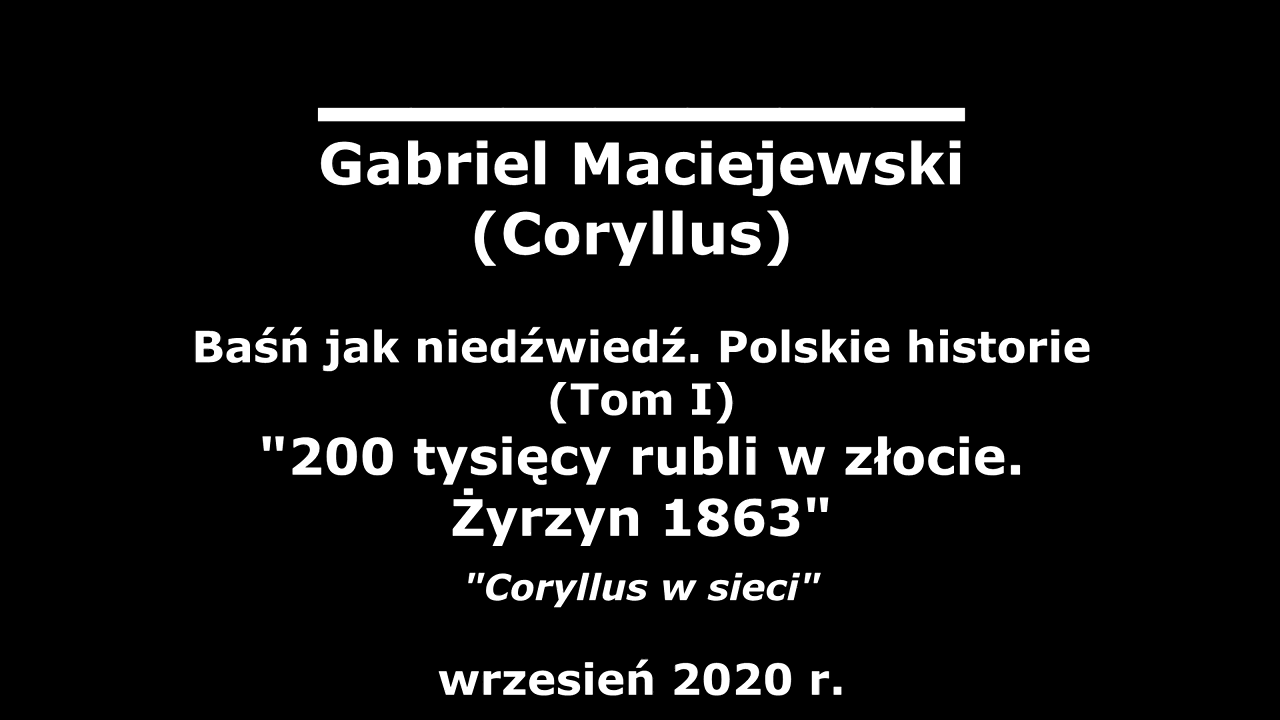 Gabriel Maciejewski
(Coryllus)
Baśń jak niedźwiedź. Polskie historie
(Tom I)
"200 tysięcy rubli w złocie.
Żyrzyn 1863"
"Coryllus w sieci"
wrzesień 2020 r.